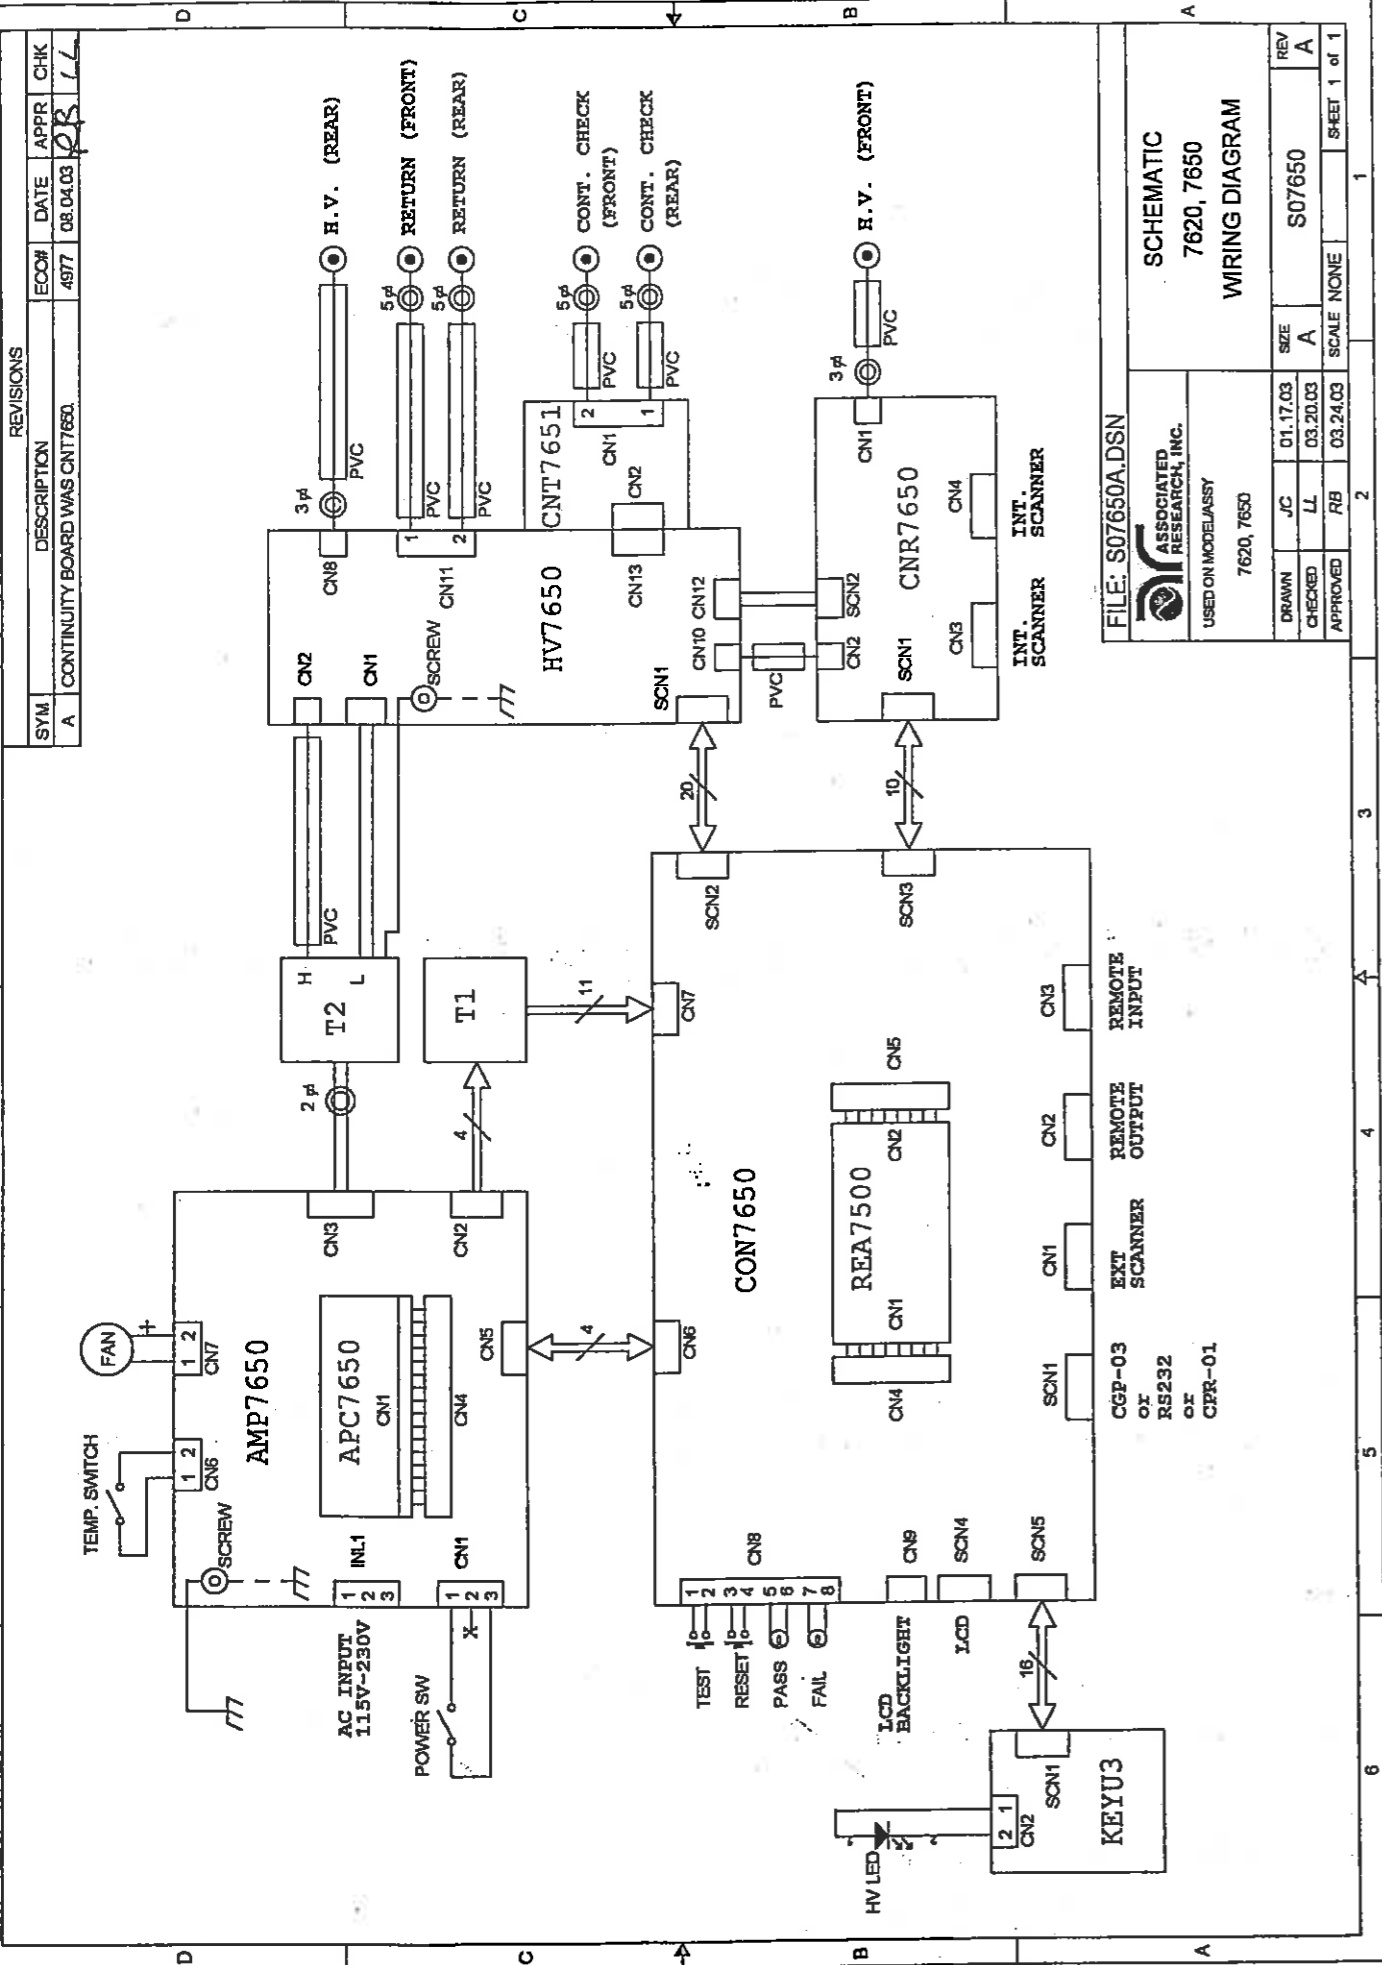 REVISIONS
SYM DESCRIPTION ECO# DATE APPR CHK
A CONTINUITY BOARD WAS CNT7650. 4977 08.04.03
D
C
B
A
TEMP. SWITCH
FAN
+
1 2
CN6
1 2
CN7
SCREW
AMP7650
APC7650
CN1
CN4
INL1
1
2
3
AC INPUT
115V-230V
CN1
1
2
3
X
POWER SW
CN3
CN2
CN5
2 ø
T2
H
L
PVC
T1
4
11
4
CN2
CN1
SCREW
HV7650
CN8
3 ø
PVC
H.V. (REAR)
CN11
1
2
PVC
PVC
5 ø
RETURN (FRONT)
5 ø
RETURN (REAR)
CN13
CN2
CNT7651
CN1
2
1
PVC
PVC
5 ø
CONT. CHECK
(FRONT)
5 ø
CONT. CHECK
(REAR)
SCN1
CN10
CN12
PVC
20
10
CN2
SCN2
SCN1
CNR7650
CN1
3 ø
PVC
H.V. (FRONT)
CN3
CN4
INT.
SCANNER
INT.
SCANNER
CN6
CN7
SCN2
SCN3
CON7650
REA7500
CN4
CN1
CN2
CN5
CN8
1
2
3
4
5
6
7
8
TEST
RESET
PASS
FAIL
CN9
LCD
BACKLIGHT
SCN4
LCD
SCN5
16
SCN1
CN2
2 1
HV LED
KEYU3
SCN1
CGP-03
or
RS232
or
CPR-01
CN1
EXT
SCANNER
CN2
REMOTE
OUTPUT
CN3
REMOTE
INPUT
FILE: S07650A.DSN
ASSOCIATED
RESEARCH, INC.
USED ON MODEL/ASSY
7620, 7650
SCHEMATIC
7620, 7650
WIRING DIAGRAM
DRAWN JC 01.17.03
CHECKED LL 03.20.03
APPROVED RB 03.24.03
SIZE
A
S07650
REV
A
SCALE NONE
SHEET 1 of 1
6
5
4
3
2
1
D
C
B
A